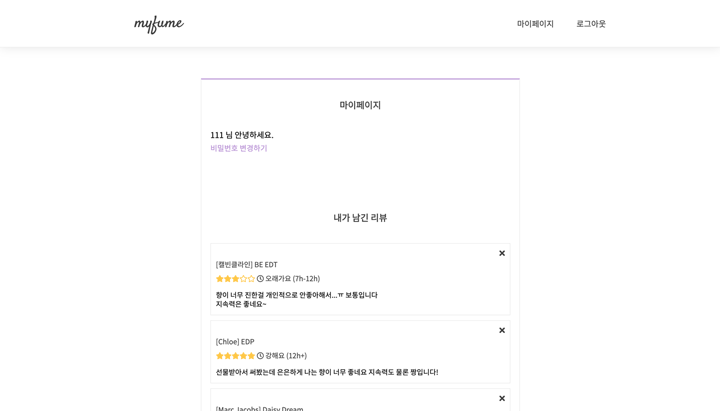 myfume
마이페이지
로그아웃
마이페이지
111 님 안녕하세요.
비밀번호 변경하기
내가 남긴 리뷰
[캘빈클라인] BE EDT
오래가요 (7h-12h)
향이 너무 진한걸 개인적으로 안좋아해서...ㅠ 보통입니다
지속력은 좋네요~
[Chloe] EDP
강해요 (12h+)
선물받아서 써봤는데 은은하게 나는 향이 너무 좋네요 지속력도 물론 짱입니다!
[Marc Jacobs] Daisy Dream